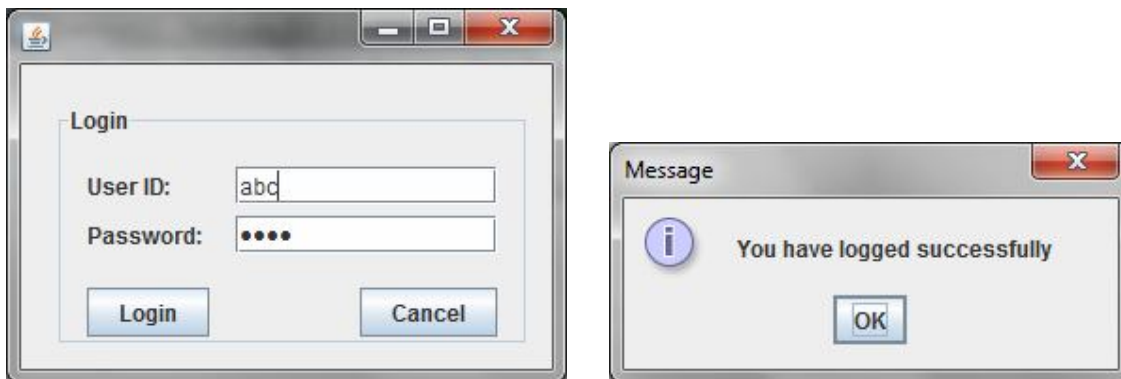 Login
User ID: abc
Password: ••••
Login Cancel
Message
You have logged successfully
OK